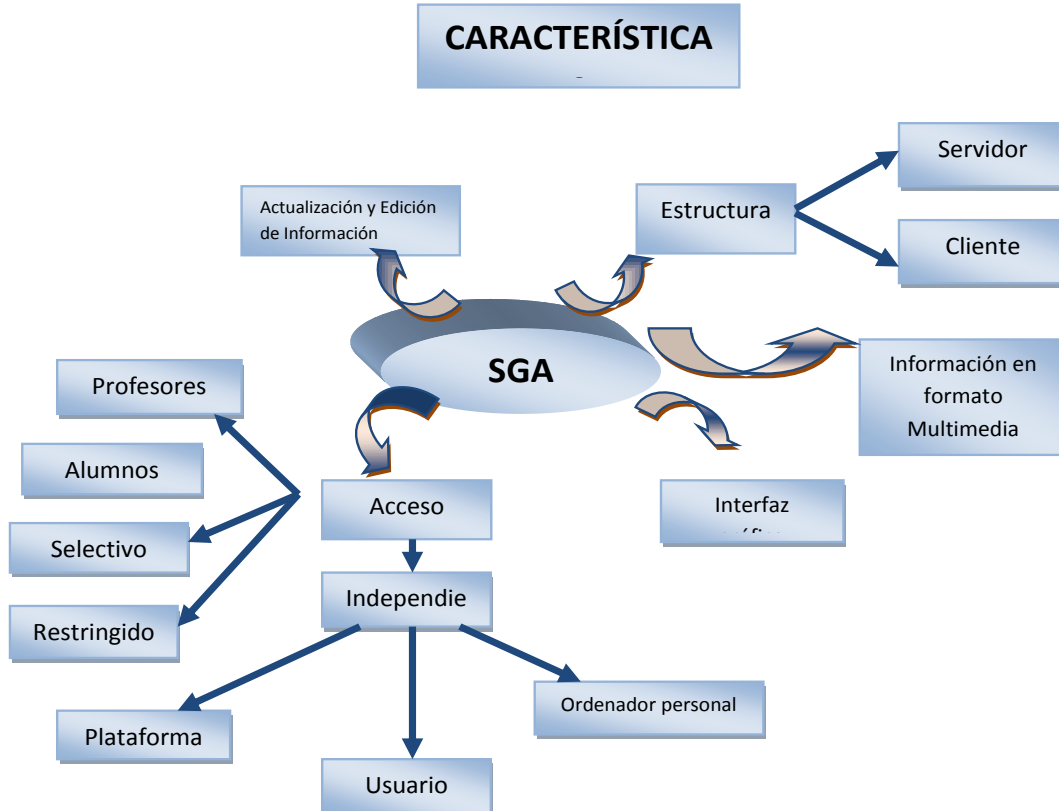 CARACTERÍSTICA
Servidor
Actualización y Edición
de Información
Estructura
Cliente
SGA
Información en
formato
Multimedia
Profesores
Alumnos
Acceso
Interfaz
Selectivo
Independie
Restringido
Ordenador personal
Plataforma
Usuario